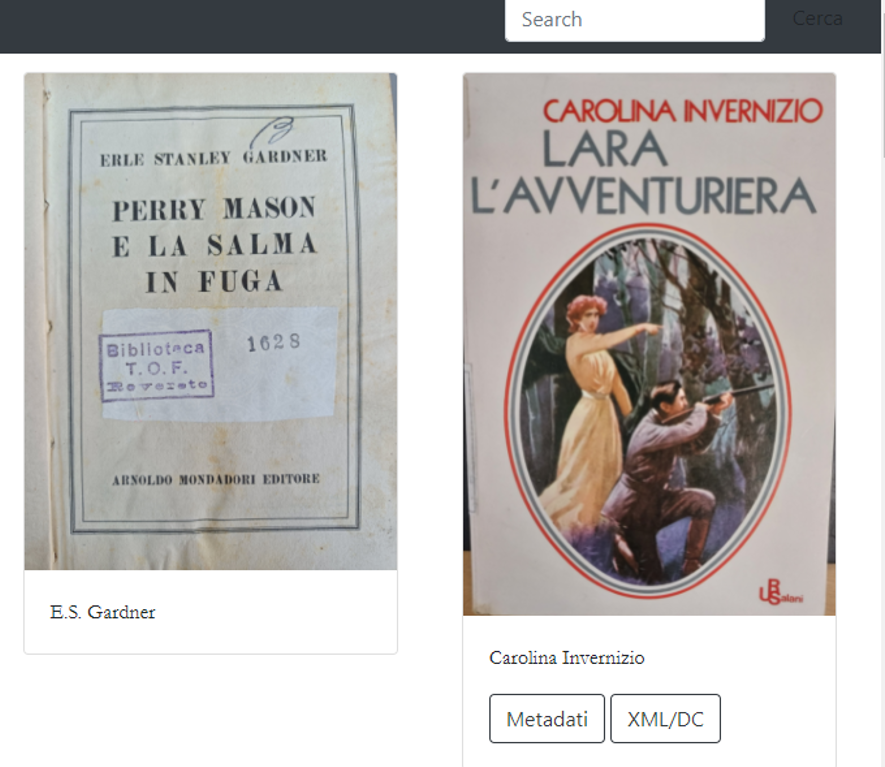 Search
Cerca
ERLE STANLEY GARDNER
PERRY MASON
E LA SALMA
IN FUGA
Biblioteca
T. O. F.
Rovereto
1628
ARNOLDO MONDADORI EDITORE
E.S. Gardner
CAROLINA INVERNIZIO
LARA
L'AVVENTURIERA
Salani
Carolina Invernizio
Metadati
XML/DC